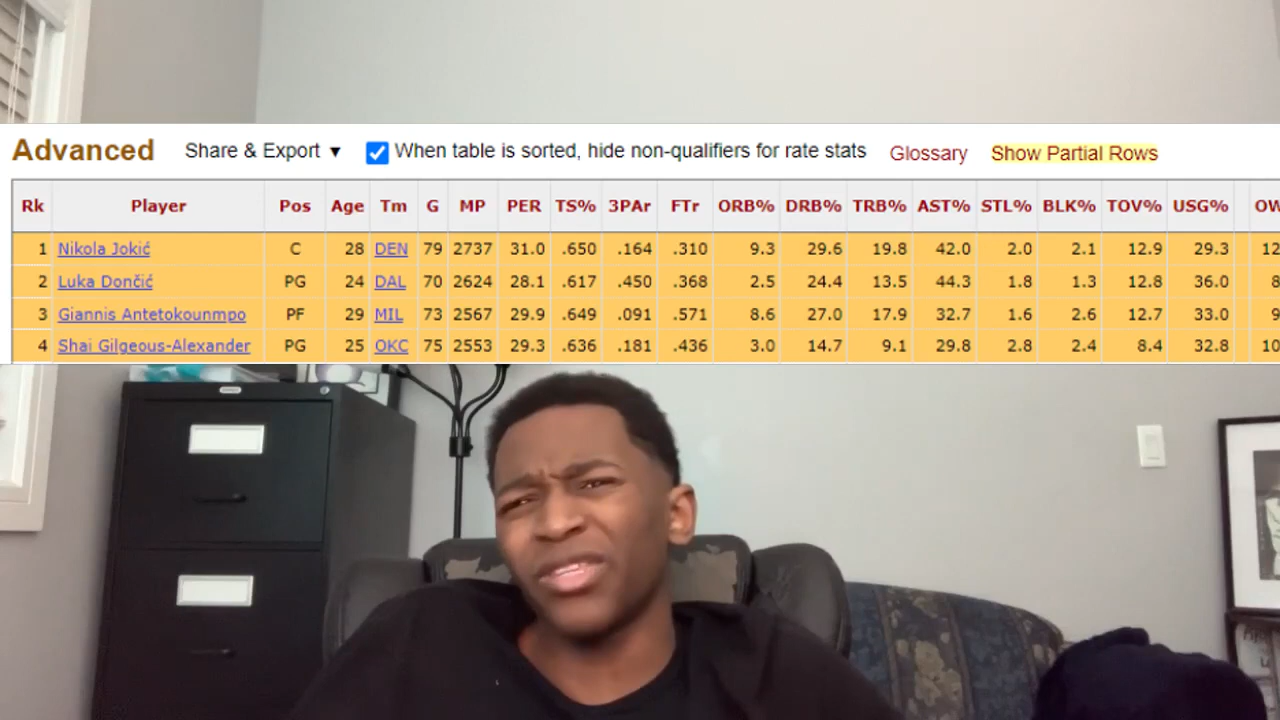 Advanced Share & Export ▼ When table is sorted, hide non-qualifiers for rate stats Glossary Show Partial Rows
Rk Player Pos Age Tm G MP PER TS% 3PAr FTr ORB% DRB% TRB% AST% STL% BLK% TOV% USG% OW
1 Nikola Jokić C 28 DEN 79 2737 31.0 .650 .164 .310 9.3 29.6 19.8 42.0 2.0 2.1 12.9 29.3 12
2 Luka Dončić PG 24 DAL 70 2624 28.1 .617 .450 .368 2.5 24.4 13.5 44.3 1.8 1.3 12.8 36.0 8
3 Giannis Antetokounmpo PF 29 MIL 73 2567 29.9 .649 .091 .571 8.6 27.0 17.9 32.7 1.6 2.6 12.7 33.0 9
4 Shai Gilgeous-Alexander PG 25 OKC 75 2553 29.3 .636 .181 .436 3.0 14.7 9.1 29.8 2.8 2.4 8.4 32.8 10